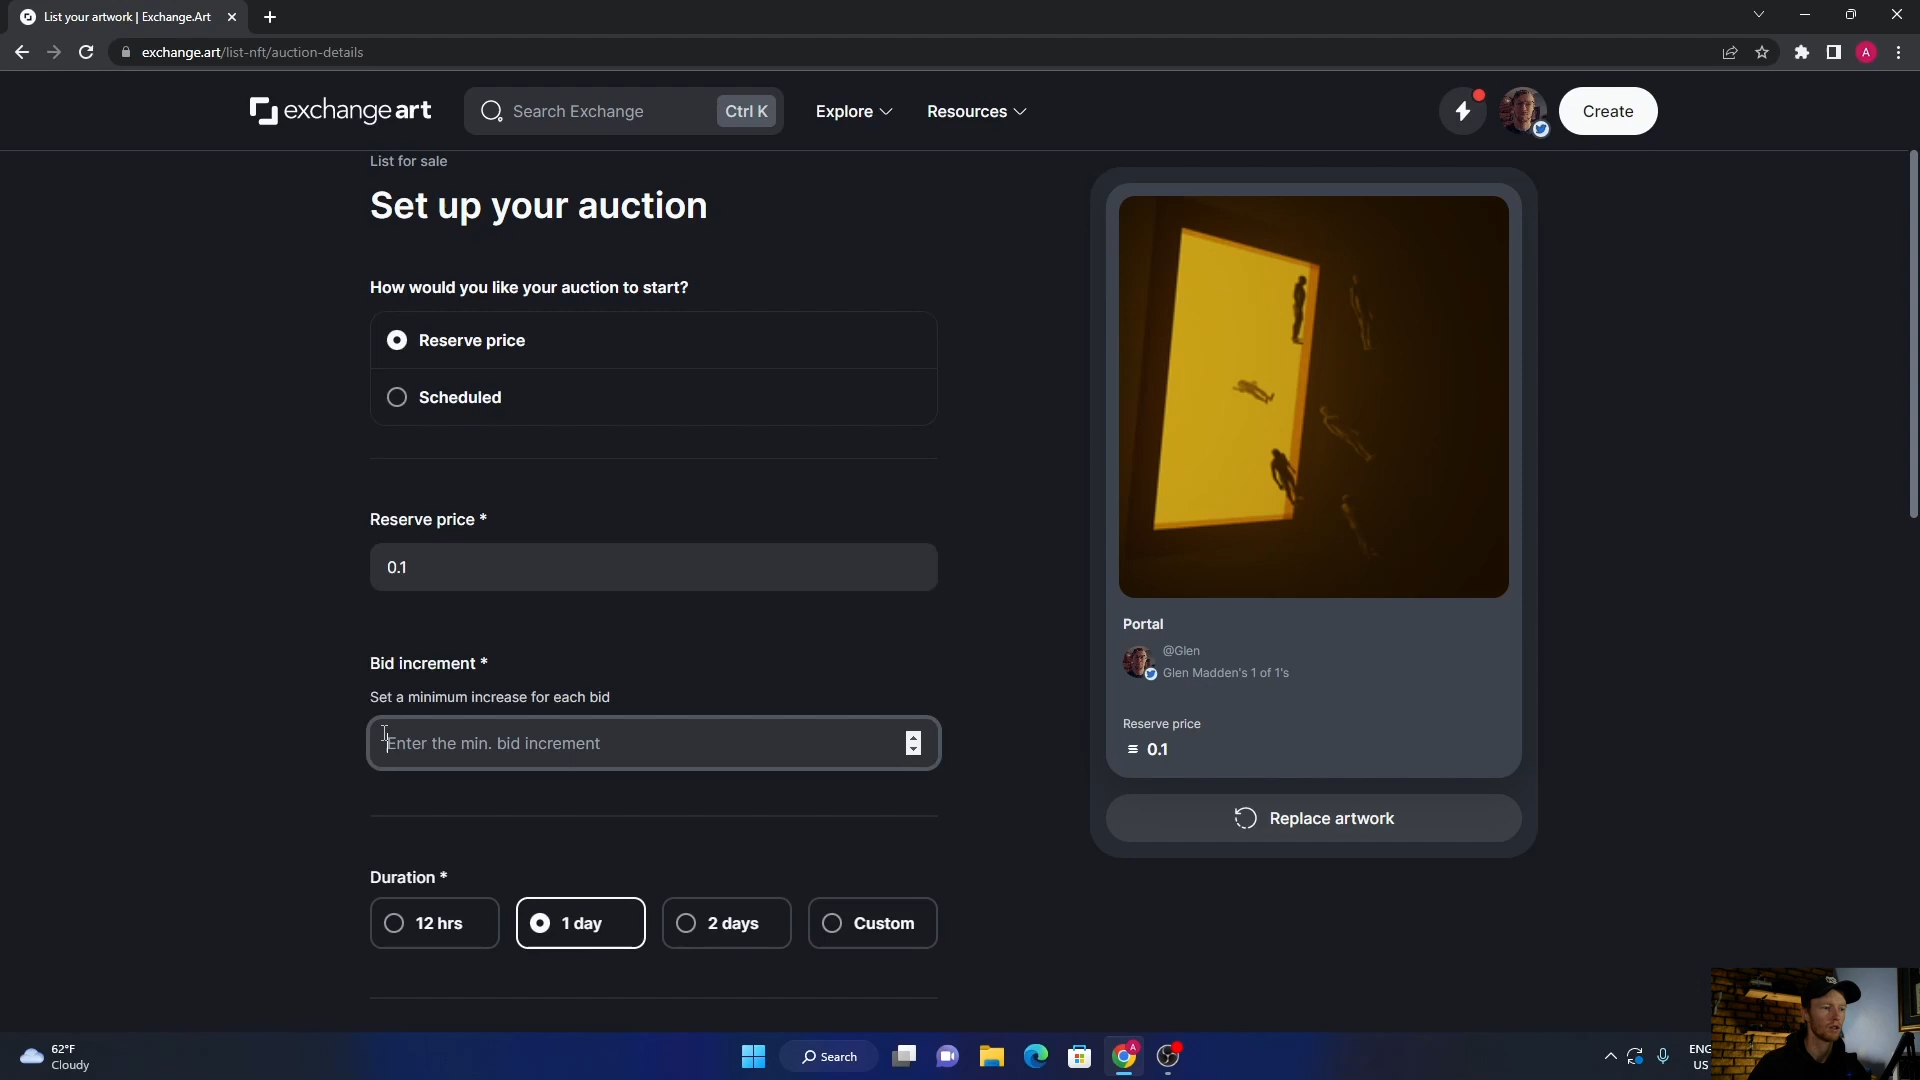 List your artwork | Exchange.Art
exchange.art/list-nft/auction-details
A
exchange art
Search Exchange
Ctrl K
Explore
Resources
Create
List for sale
Set up your auction
How would you like your auction to start?
Reserve price
Scheduled
Reserve price *
0.1
Bid increment *
Set a minimum increase for each bid
Enter the min. bid increment
Duration *
12 hrs
1 day
2 days
Custom
Portal
@Glen
Glen Madden's 1 of 1's
Reserve price
0.1
Replace artwork
62°F
Cloudy
Search
A
ENG
US